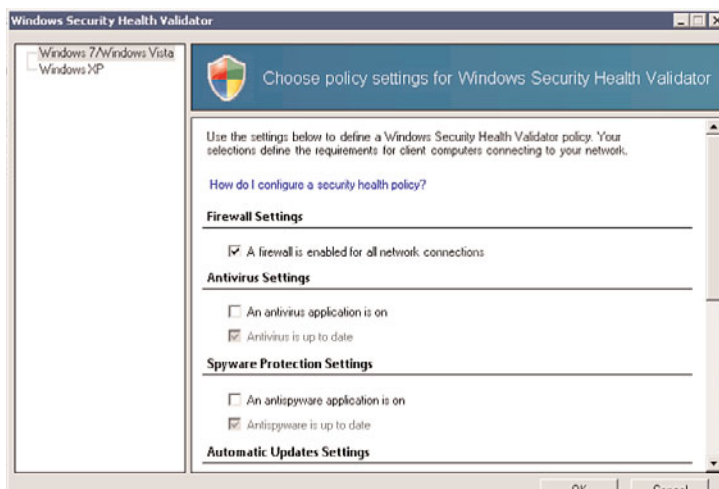 Windows Security Health Validator
Windows 7/Windows Vista
Windows XP
Choose policy settings for Windows Security Health Validator
Use the settings below to define a Windows Security Health Validator policy. Your
selections define the requirements for client computers connecting to your network.
How do I configure a security health policy?
Firewall Settings
A firewall is enabled for all network connections
Antivirus Settings
An antivirus application is on
Antivirus is up to date
Spyware Protection Settings
An antispyware application is on
Antispyware is up to date
Automatic Updates Settings
OK Cancel